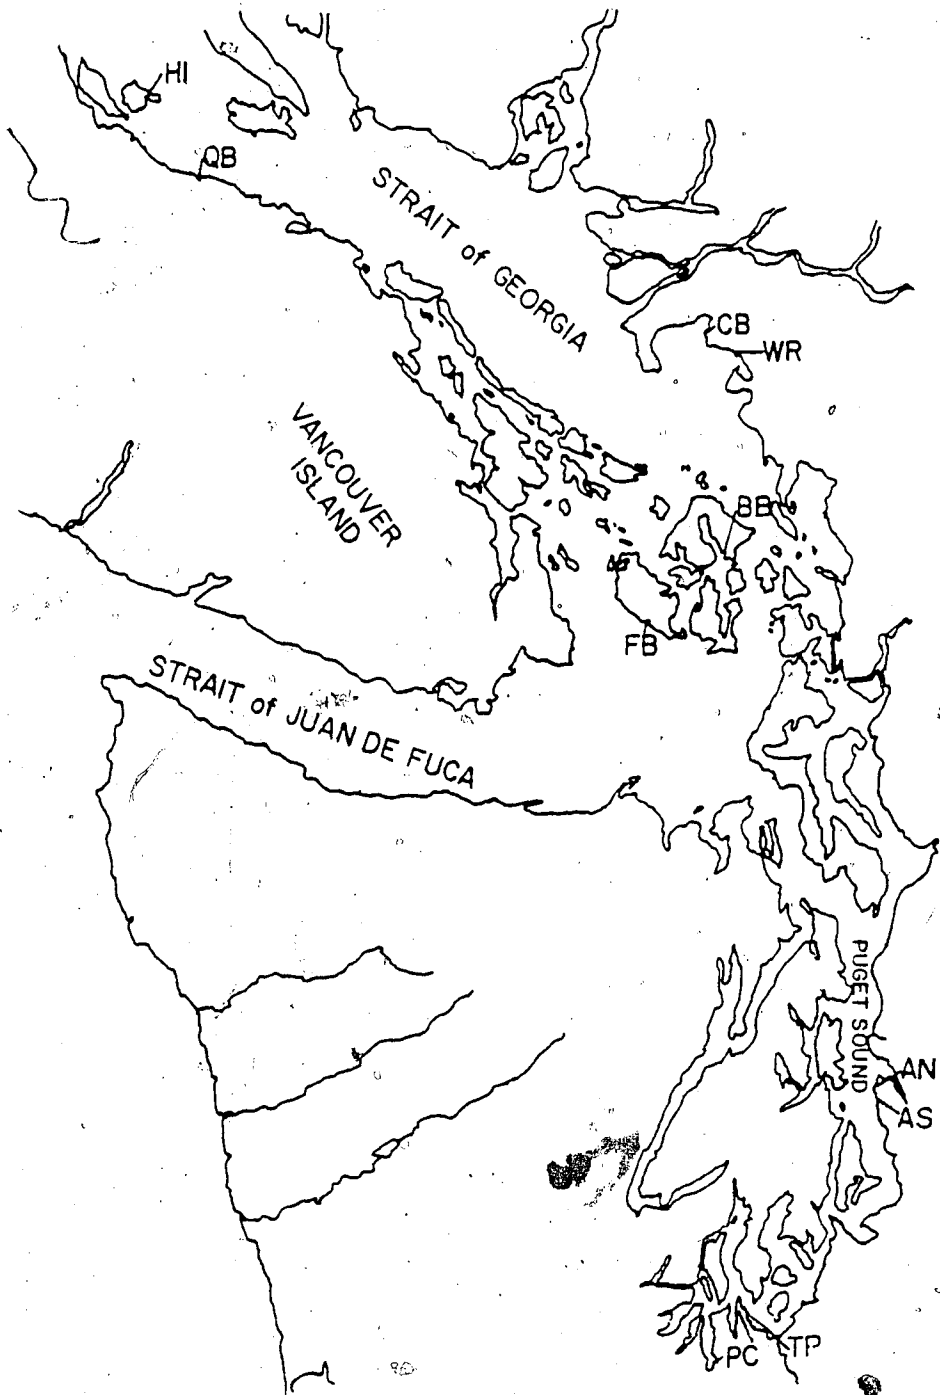 HI
QB
STRAIT of GEORGIA
CB
WR
VANCOUVER
ISLAND
BB
FB
STRAIT of JUAN DE FUCA
PUGET SOUND
AN
AS
PC
TP